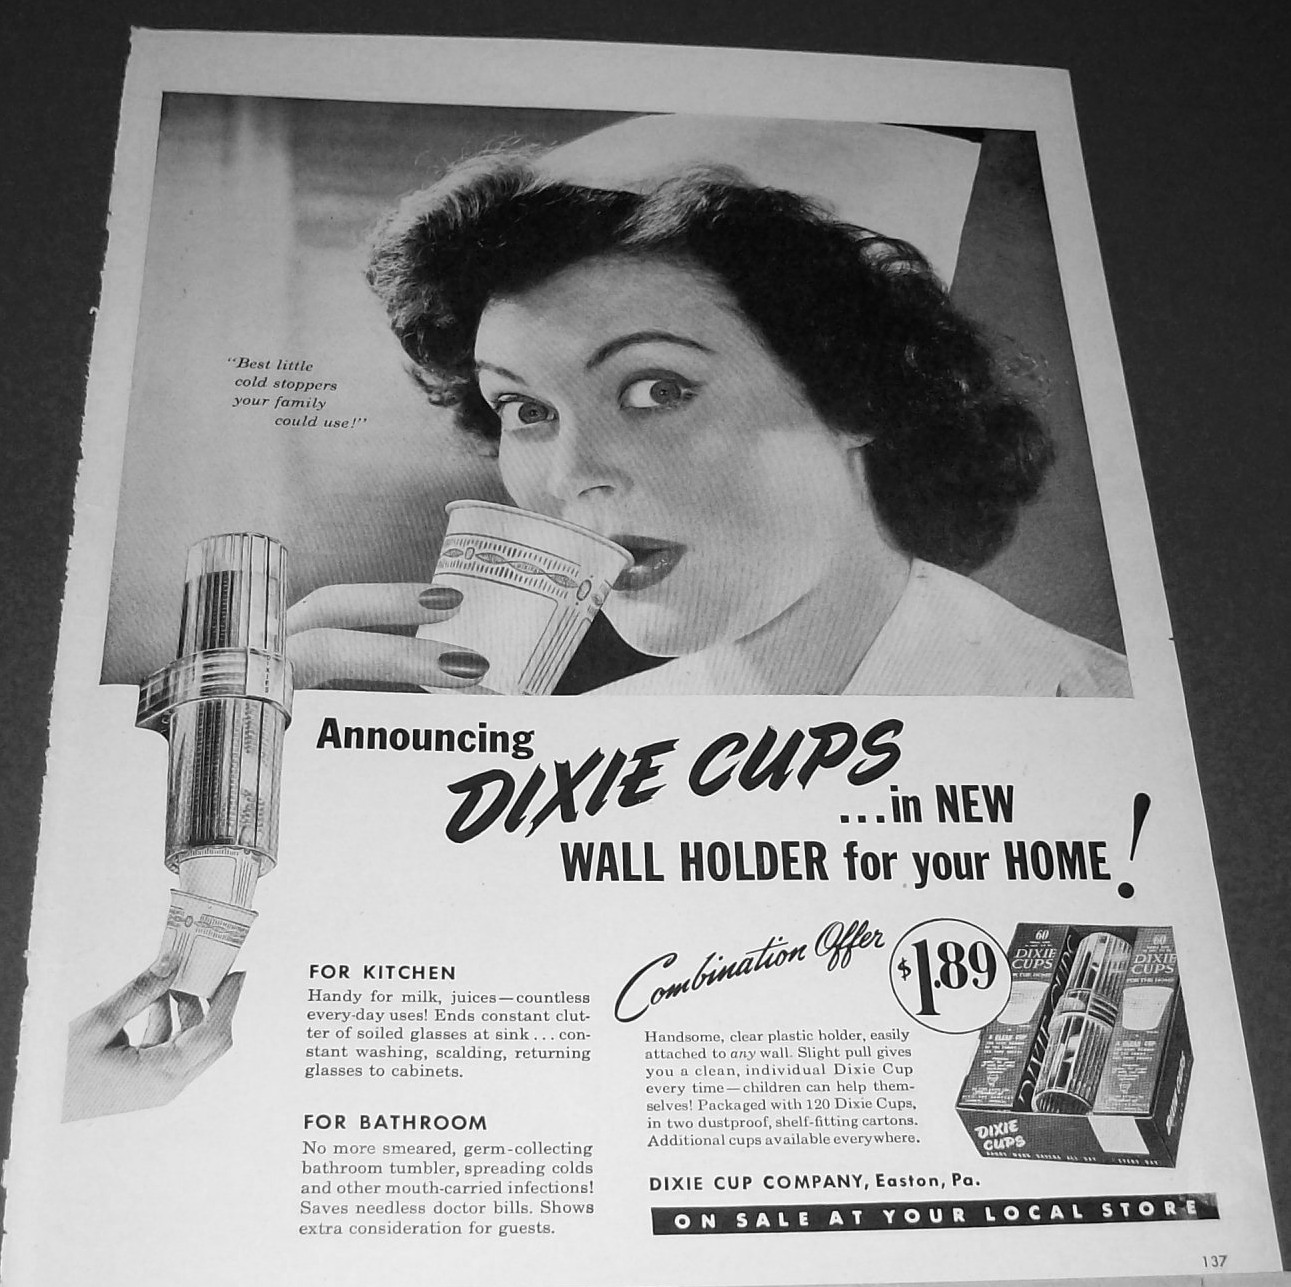 "Best little
cold stoppers
your family
could use!"
DIXIE
Announcing
DIXIE CUPS
...in NEW
WALL HOLDER for your HOME!
FOR KITCHEN
Handy for milk, juices—countless
every-day uses! Ends constant clut-
ter of soiled glasses at sink...con-
stant washing, scalding, returning
glasses to cabinets.
FOR BATHROOM
No more smeared, germ-collecting
bathroom tumbler, spreading colds
and other mouth-carried infections!
Saves needless doctor bills. Shows
extra consideration for guests.
Combination Offer
$1.89
Handsome, clear plastic holder, easily
attached to any wall. Slight pull gives
you a clean, individual Dixie Cup
every time—children can help them-
selves! Packaged with 120 Dixie Cups,
in two dustproof, shelf-fitting cartons.
Additional cups available everywhere.
60
DIXIE
CUPS
FOR THE HOME
60
DIXIE
CUPS
FOR THE HOME
DIXIE
CUPS
DIXIE CUP COMPANY, Easton, Pa.
ON SALE AT YOUR LOCAL STORE
137